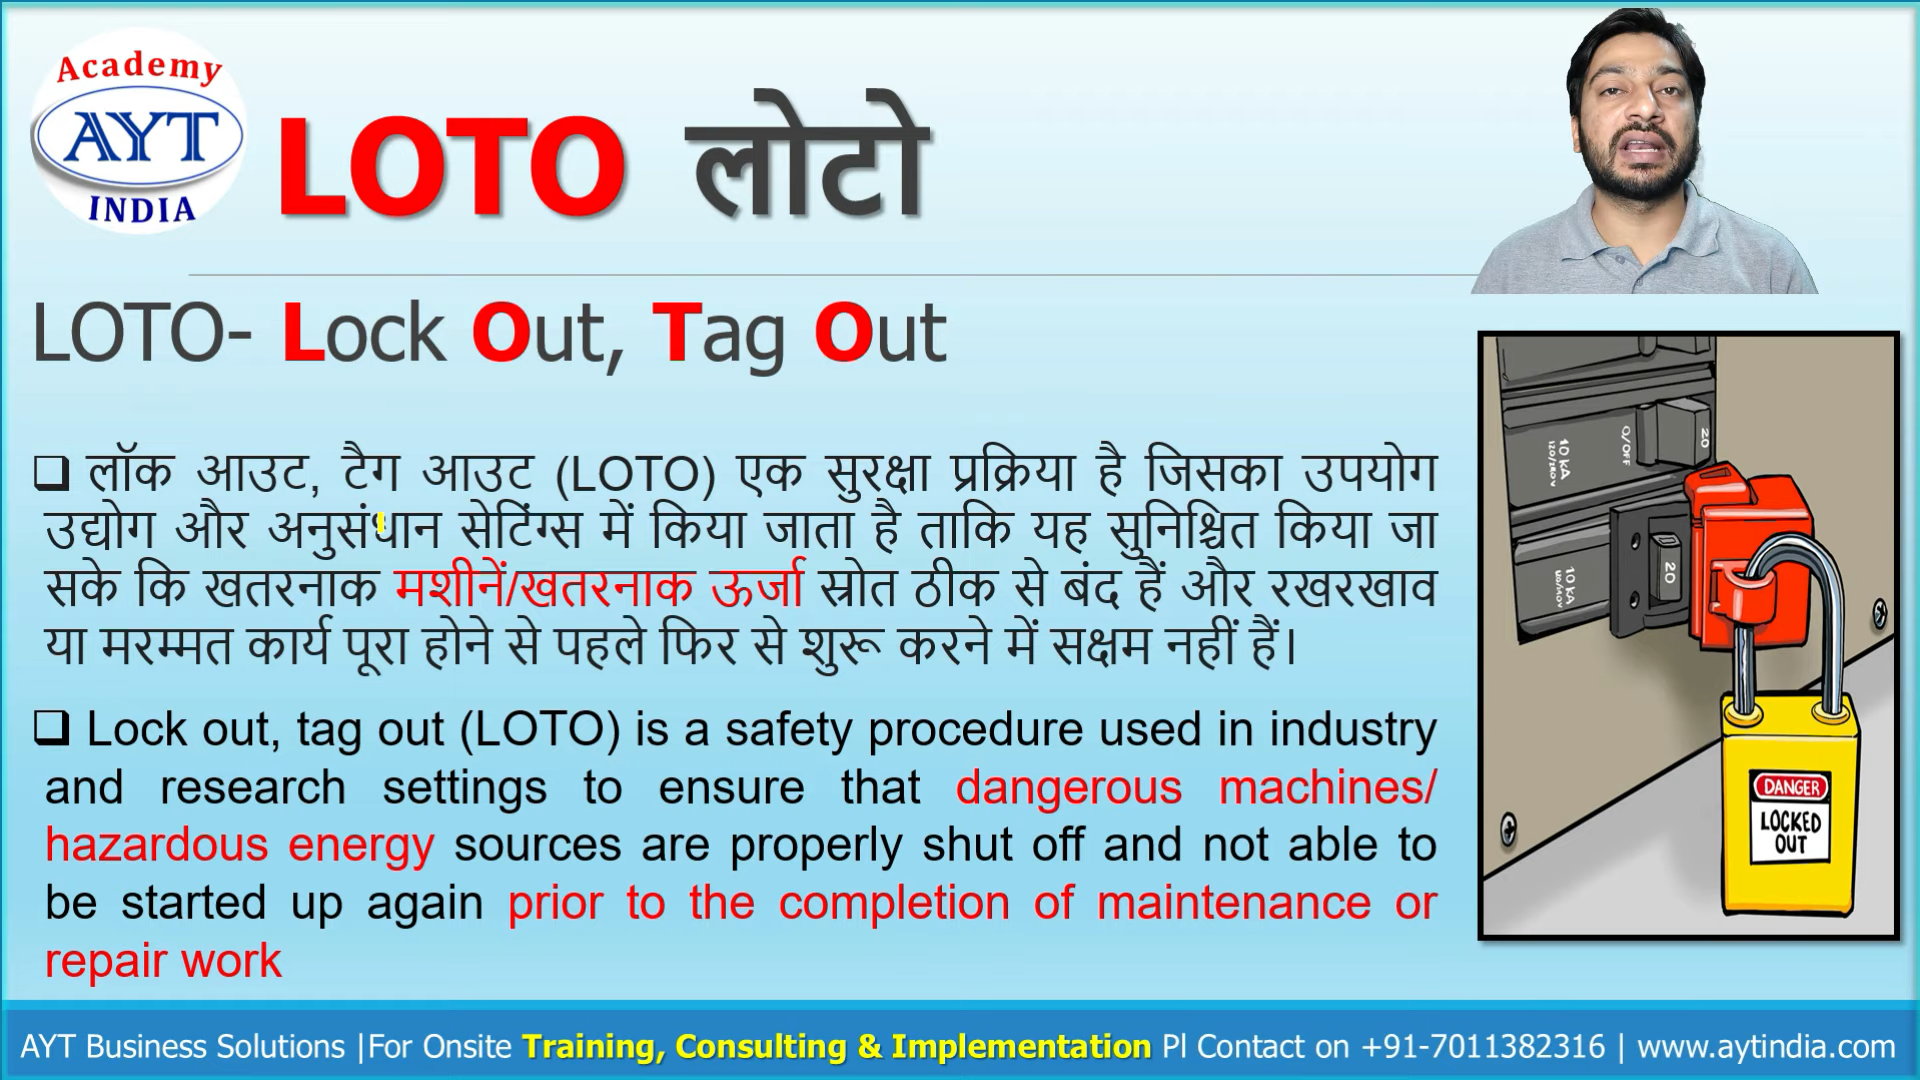 Academy
AYT
INDIA
LOTO लोटो
LOTO- Lock Out, Tag Out
❑ लॉक आउट, टैग आउट (LOTO) एक सुरक्षा प्रक्रिया है जिसका उपयोग
उद्योग और अनुसंधान सेटिंग्स में किया जाता है ताकि यह सुनिश्चित किया जा
सके कि खतरनाक मशीनें/खतरनाक ऊर्जा स्रोत ठीक से बंद हैं और रखरखाव
या मरम्मत कार्य पूरा होने से पहले फिर से शुरू करने में सक्षम नहीं हैं।
❑ Lock out, tag out (LOTO) is a safety procedure used in industry
and research settings to ensure that dangerous machines/
hazardous energy sources are properly shut off and not able to
be started up again prior to the completion of maintenance or
repair work
20
O/OFF
10 kA
120/240V
20
10 kA
DANGER
LOCKED
OUT
AYT Business Solutions |For Onsite Training, Consulting & Implementation Pl Contact on +91-7011382316 | www.aytindia.com